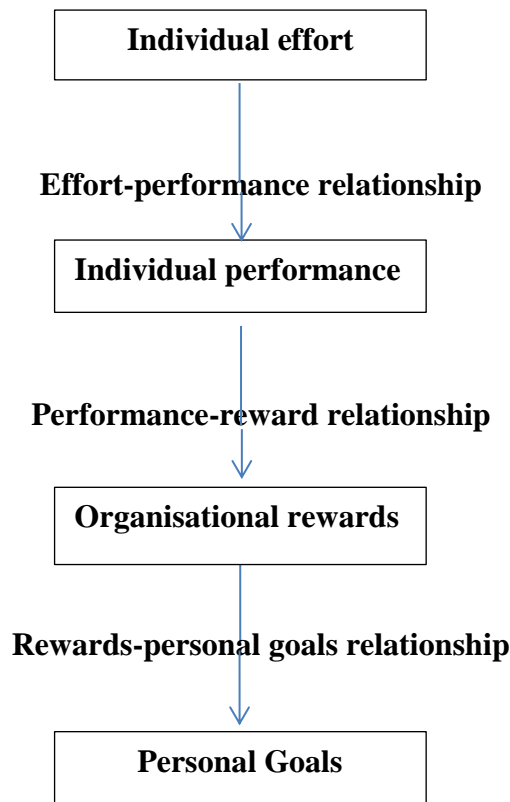 Individual effort
Effort-performance relationship
Individual performance
Performance-reward relationship
Organisational rewards
Rewards-personal goals relationship
Personal Goals